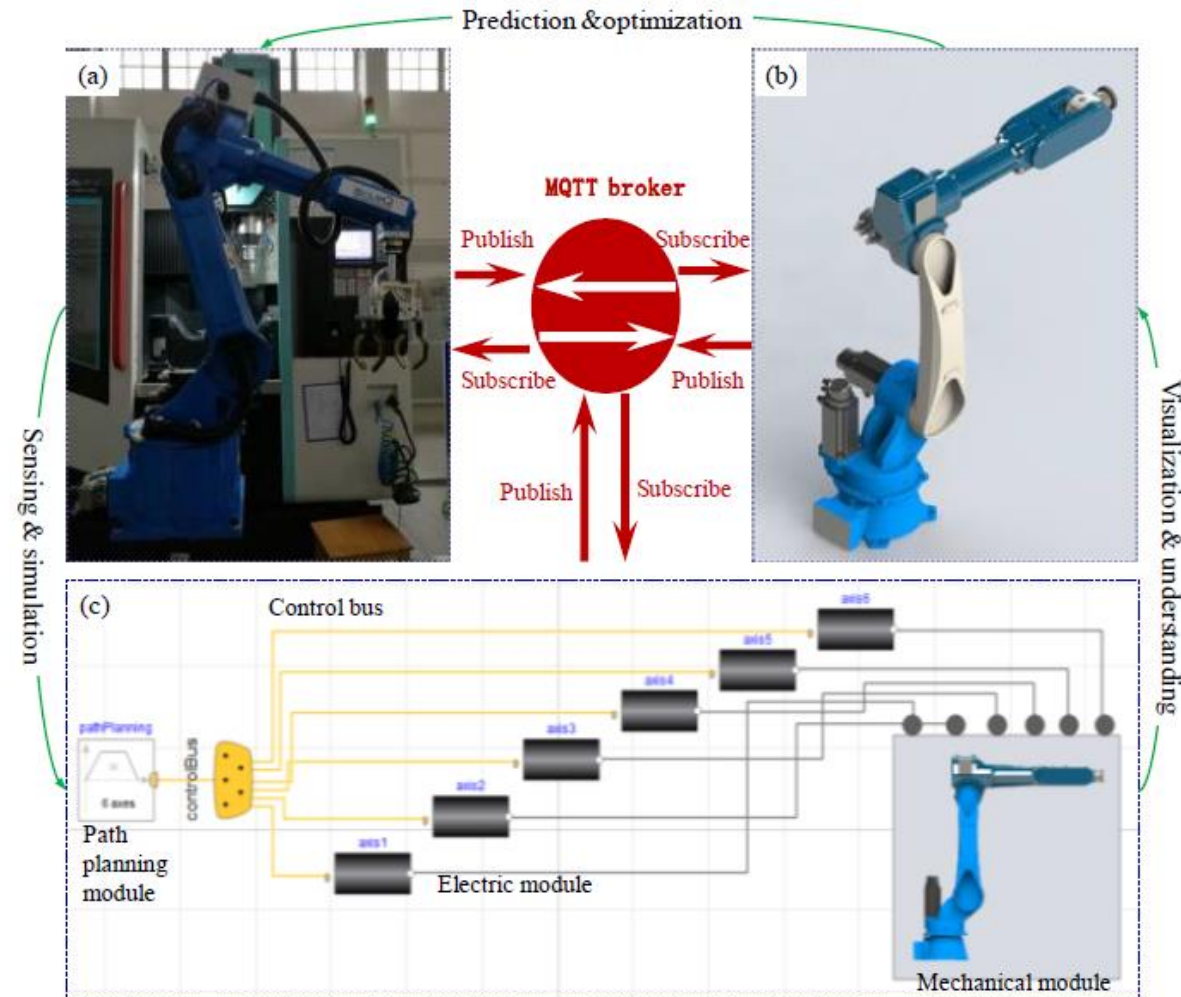 Prediction &optimization
(a)
(b)
MQTT broker
Publish
Subscribe
Subscribe
Publish
Publish
Subscribe
Sensing & simulation
Visualization & understanding
(c)
Control bus
axis6
axis5
axis4
pathPlanning
axis3
controlBus
6 axes
axis2
Path
planning
module
axis1
Electric module
Mechanical module